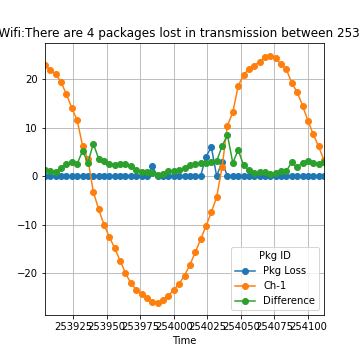 Wifi:There are 4 packages lost in transmission between 253
20
10
0
−10
−20
253925
253950
253975
254000
254025
254050
254075
254100
Time
Pkg ID
Pkg Loss
Ch-1
Difference